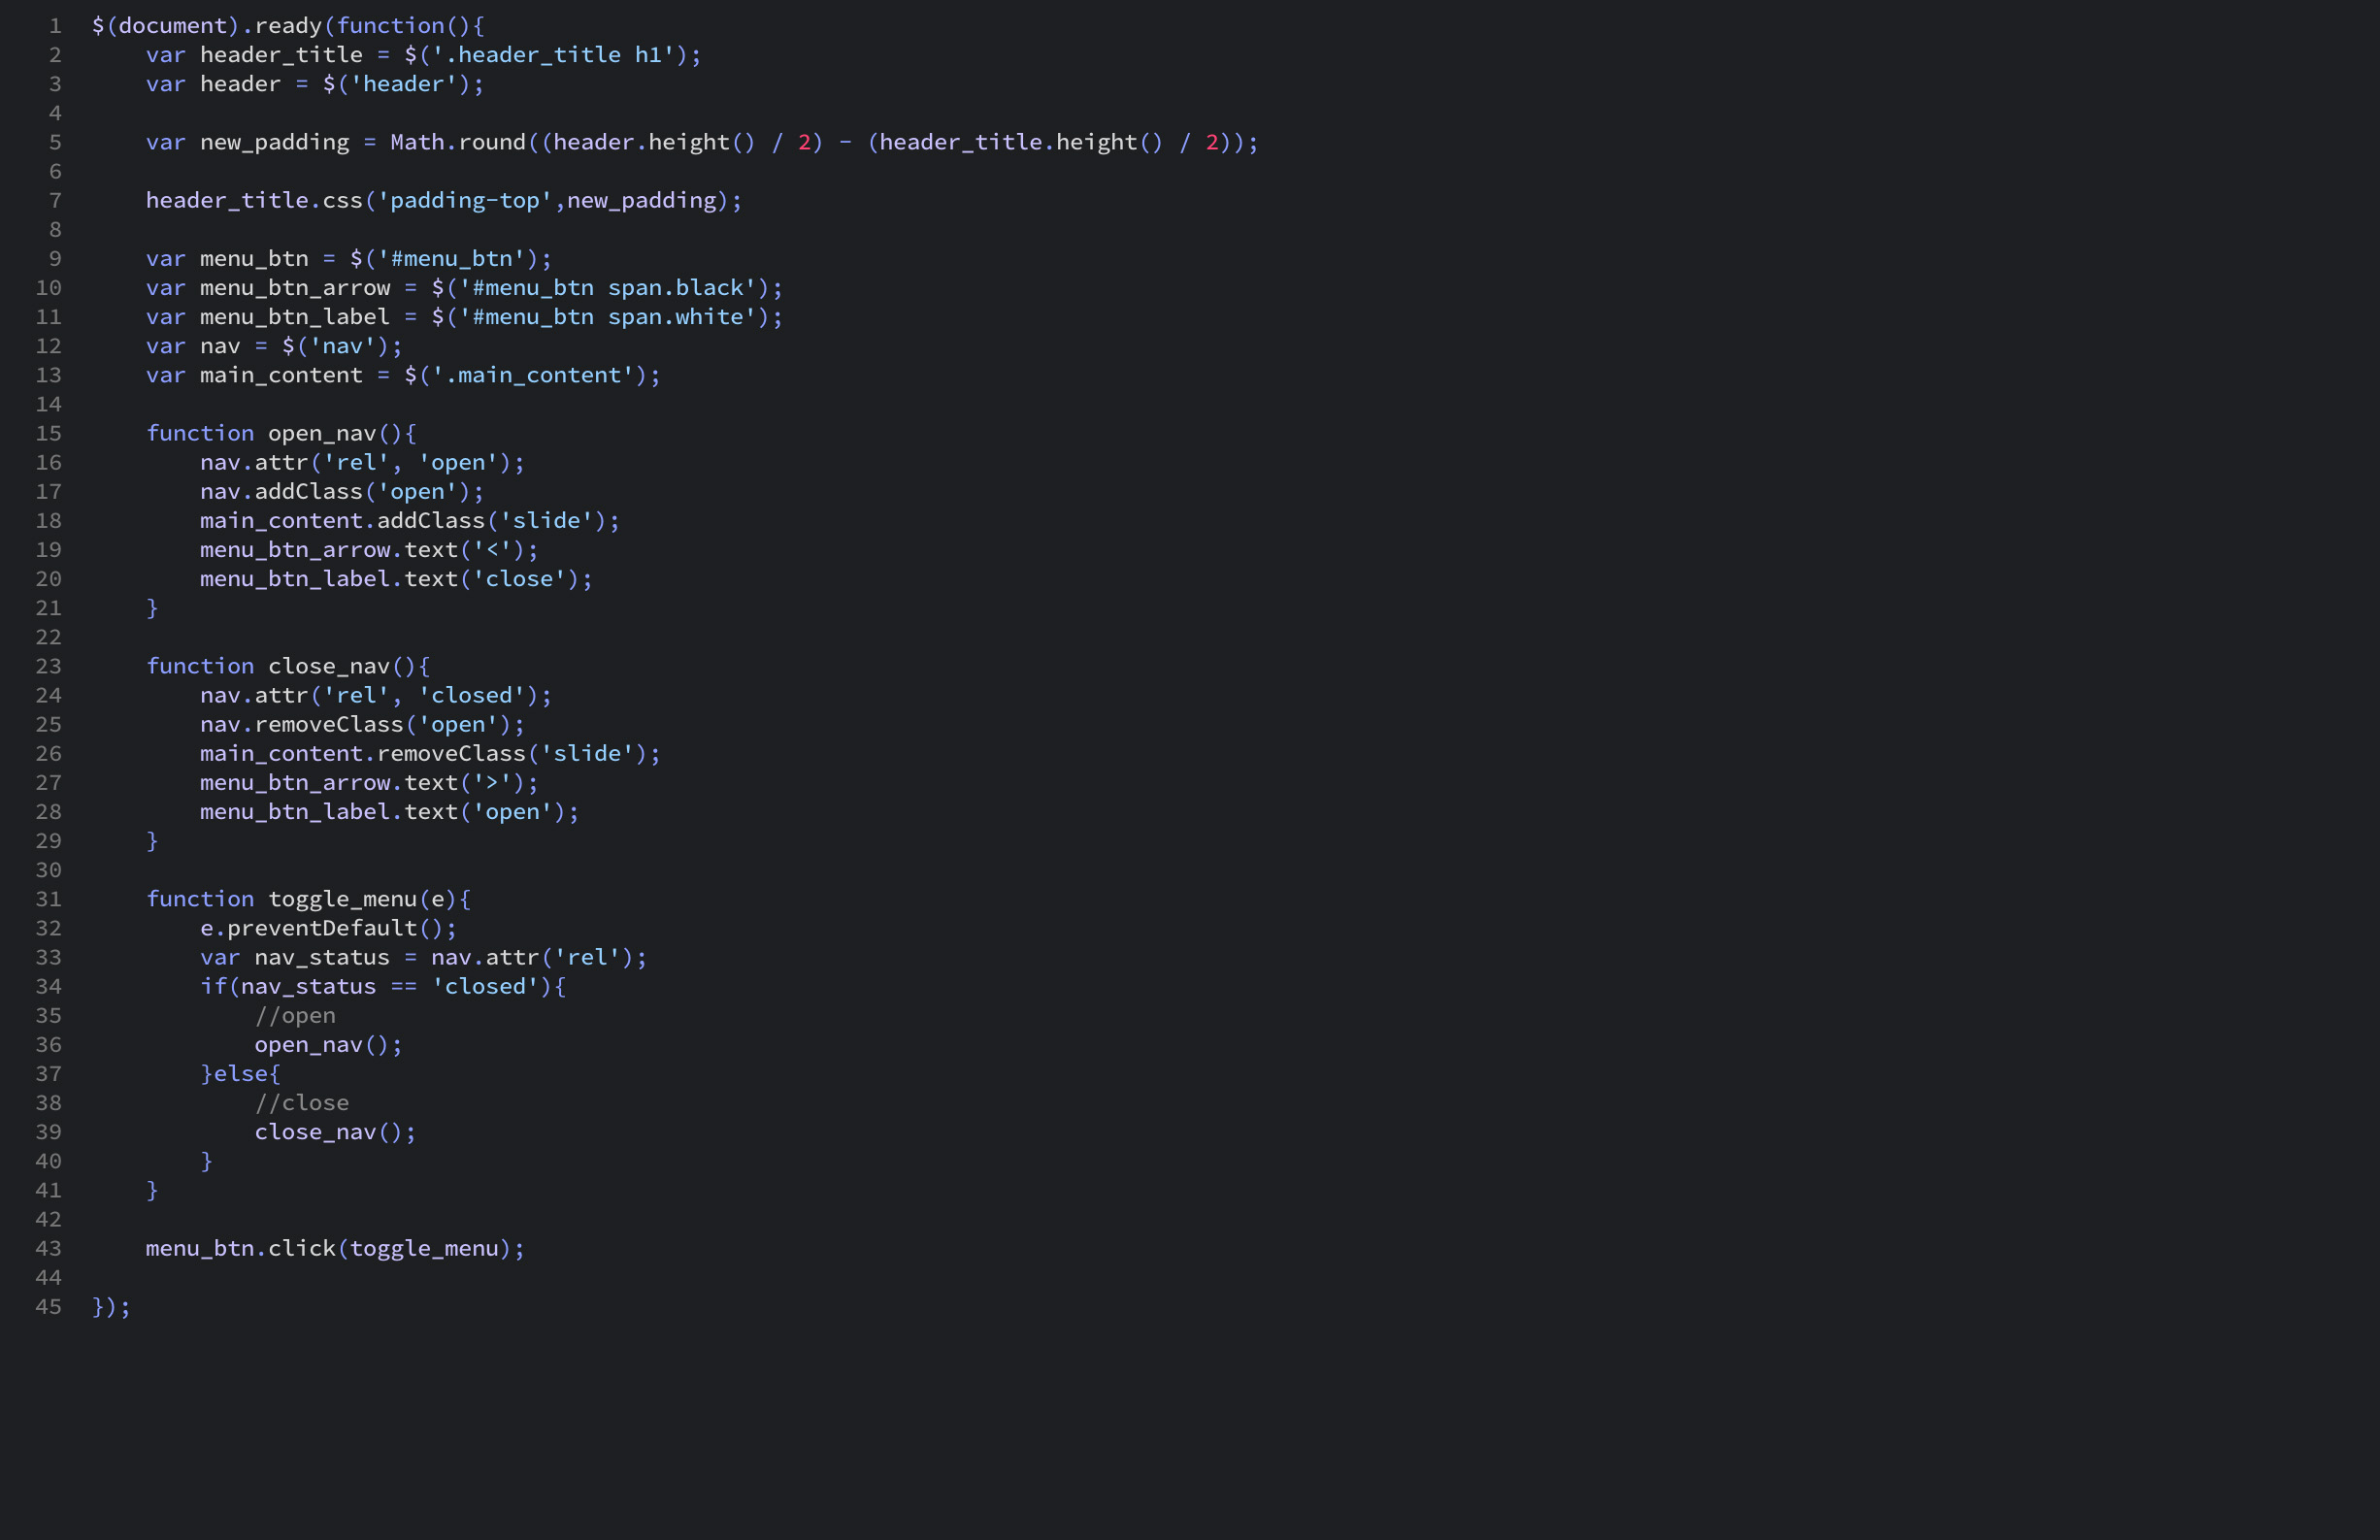 1 $(document).ready(function(){
2     var header_title = $('.header_title h1');
3     var header = $('header');
4
5     var new_padding = Math.round((header.height() / 2) - (header_title.height() / 2));
6
7     header_title.css('padding-top',new_padding);
8
9     var menu_btn = $('#menu_btn');
10     var menu_btn_arrow = $('#menu_btn span.black');
11     var menu_btn_label = $('#menu_btn span.white');
12     var nav = $('nav');
13     var main_content = $('.main_content');
14
15     function open_nav(){
16         nav.attr('rel', 'open');
17         nav.addClass('open');
18         main_content.addClass('slide');
19         menu_btn_arrow.text('<');
20         menu_btn_label.text('close');
21     }
22
23     function close_nav(){
24         nav.attr('rel', 'closed');
25         nav.removeClass('open');
26         main_content.removeClass('slide');
27         menu_btn_arrow.text('>');
28         menu_btn_label.text('open');
29     }
30
31     function toggle_menu(e){
32         e.preventDefault();
33         var nav_status = nav.attr('rel');
34         if(nav_status == 'closed'){
35             //open
36             open_nav();
37         }else{
38             //close
39             close_nav();
40         }
41     }
42
43     menu_btn.click(toggle_menu);
44
45 });